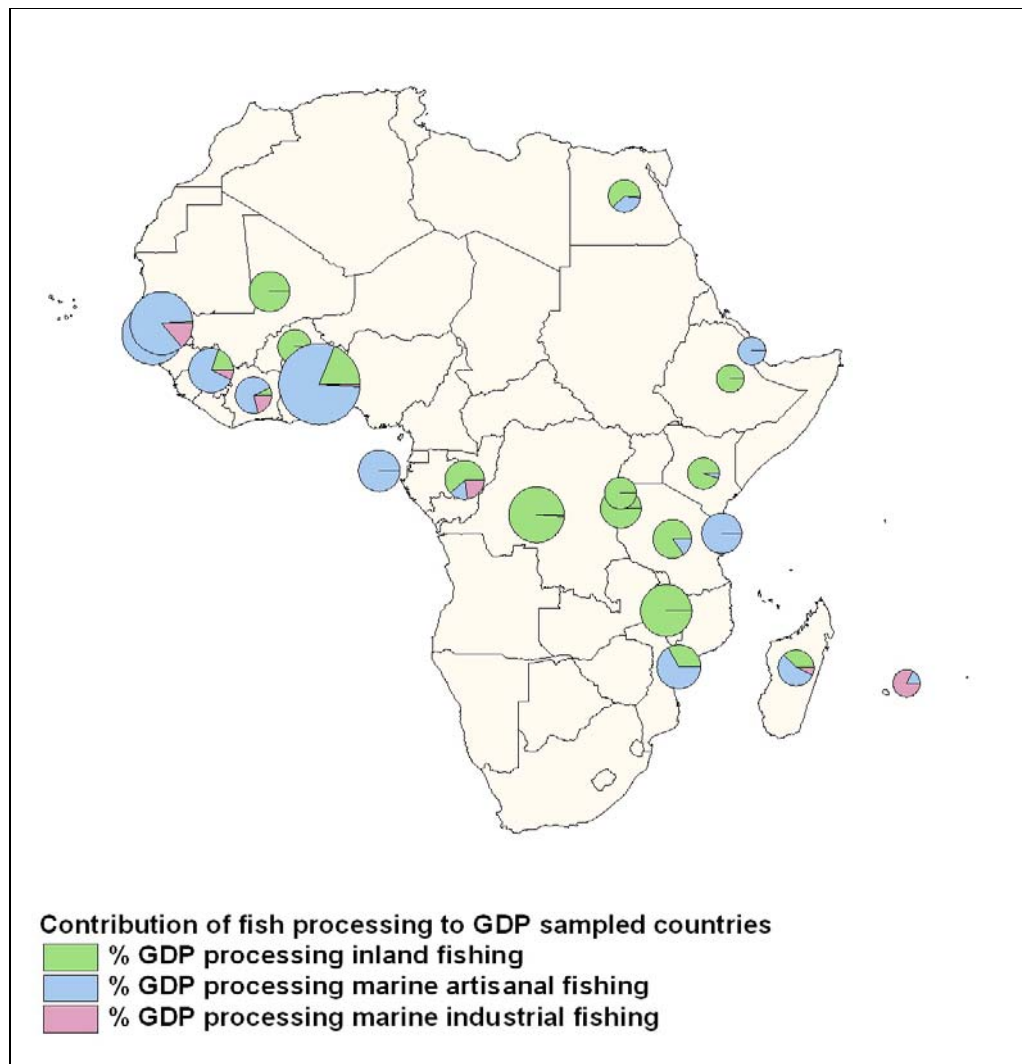 Contribution of fish processing to GDP sampled countries
% GDP processing inland fishing
% GDP processing marine artisanal fishing
% GDP processing marine industrial fishing